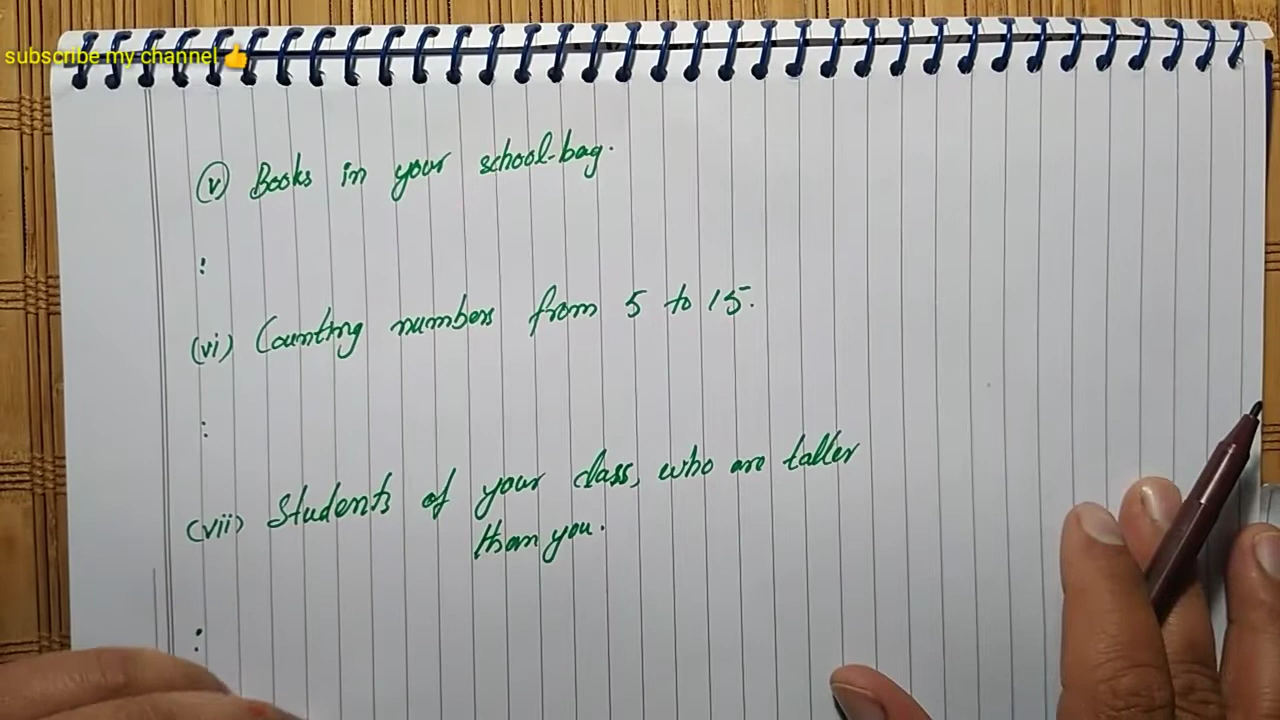 subscribe my channel 👍
(v) Books in your school-bag.
:
(vi) Counting numbers from 5 to 15.
:
(vii) Students of your class, who are taller
than you.
: